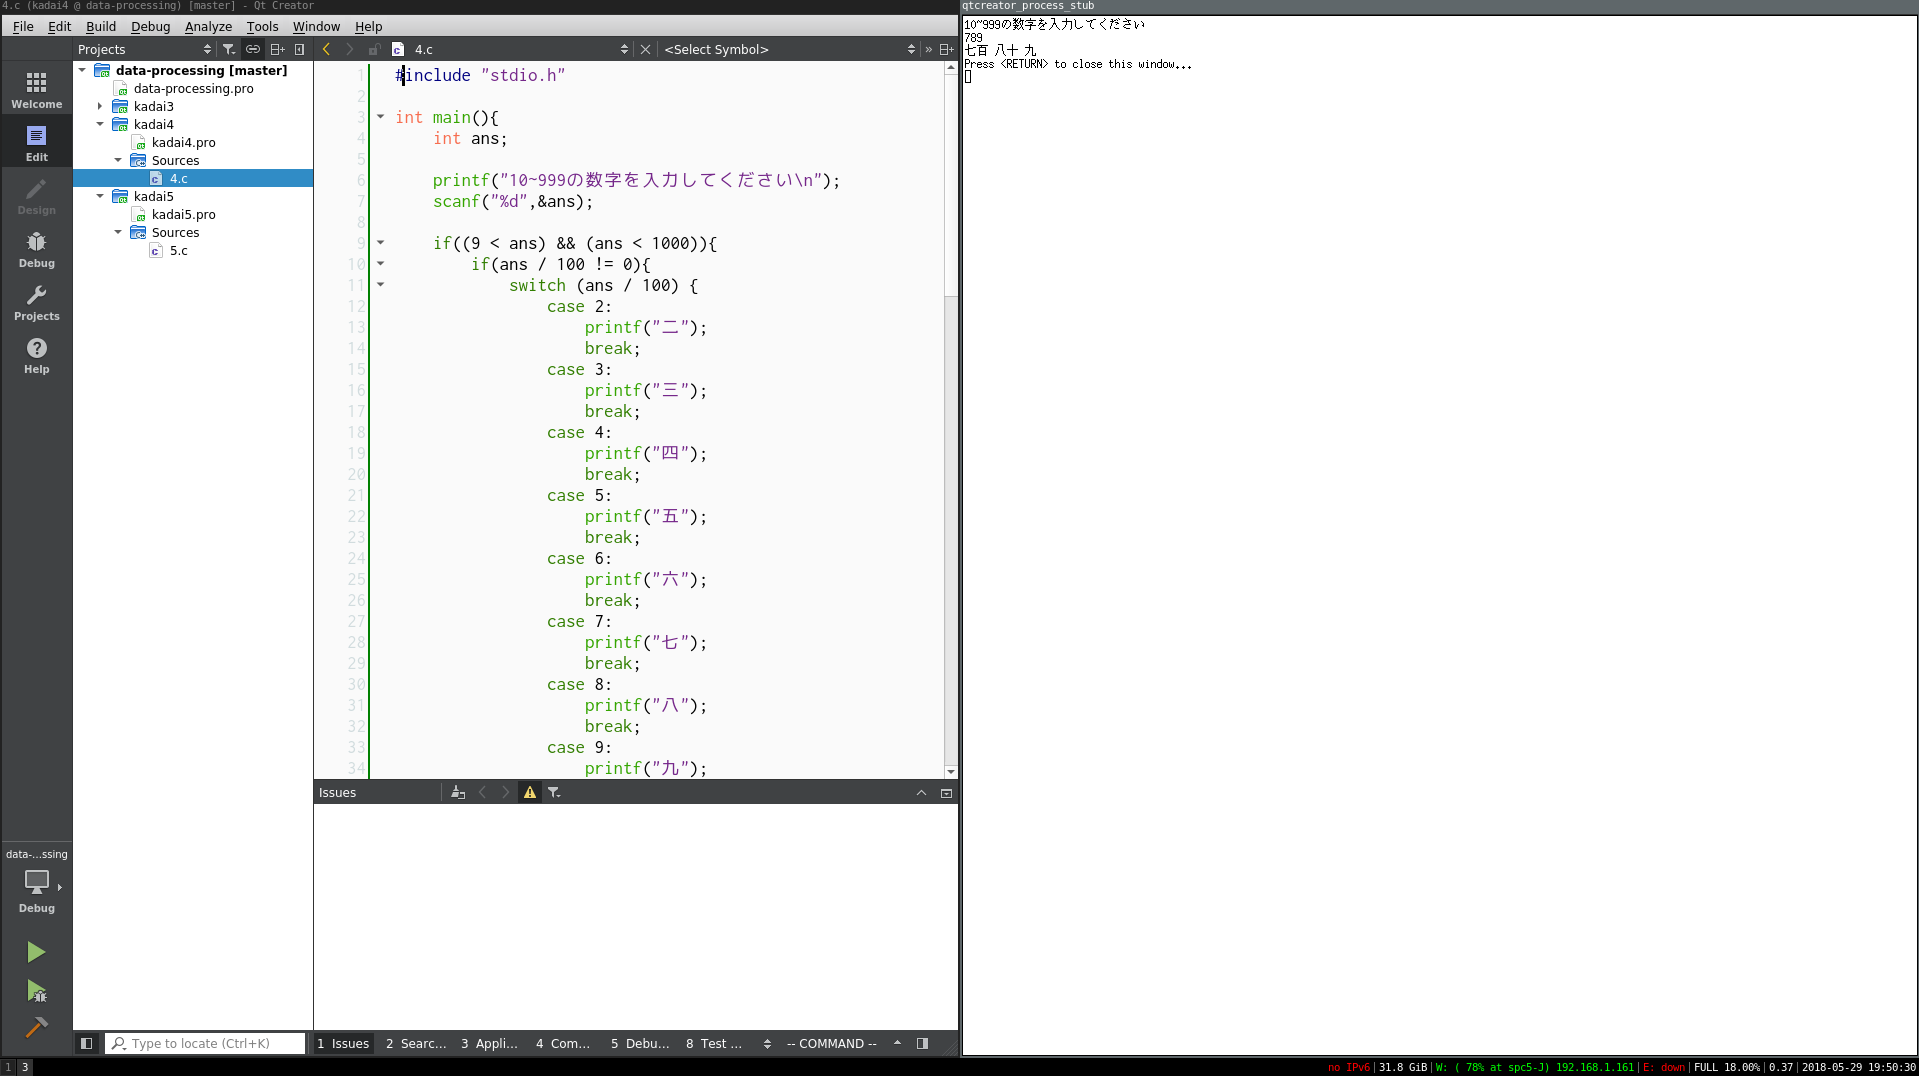 4.c (kadai4 @ data-processing) [master] - Qt Creator
File Edit Build Debug Analyze Tools Window Help
Projects
4.c
<Select Symbol>
Welcome
Edit
Design
Debug
Projects
Help
data-processing [master]
data-processing.pro
kadai3
kadai4
kadai4.pro
Sources
4.c
kadai5
kadai5.pro
Sources
5.c
1 #include "stdio.h"
2
3 int main(){
4 int ans;
5
6 printf("10~999の数字を入力してください\n");
7 scanf("%d",&ans);
8
9 if((9 < ans) && (ans < 1000)){
10 if(ans / 100 != 0){
11 switch (ans / 100) {
12 case 2:
13 printf("二");
14 break;
15 case 3:
16 printf("三");
17 break;
18 case 4:
19 printf("四");
20 break;
21 case 5:
22 printf("五");
23 break;
24 case 6:
25 printf("六");
26 break;
27 case 7:
28 printf("七");
29 break;
30 case 8:
31 printf("八");
32 break;
33 case 9:
34 printf("九");
Issues
data-...ssing
Debug
Type to locate (Ctrl+K)
1 Issues 2 Searc... 3 Appli... 4 Com... 5 Debu... 8 Test ... -- COMMAND --
qtcreator_process_stub
10~999の数字を入力してください
789
七百 八十 九
Press <RETURN> to close this window...
1 3
no IPv6|31.8 GiB|W: ( 78% at spc5-J) 192.168.1.161|E: down|FULL 18.00%|0.37|2018-05-29 19:50:30